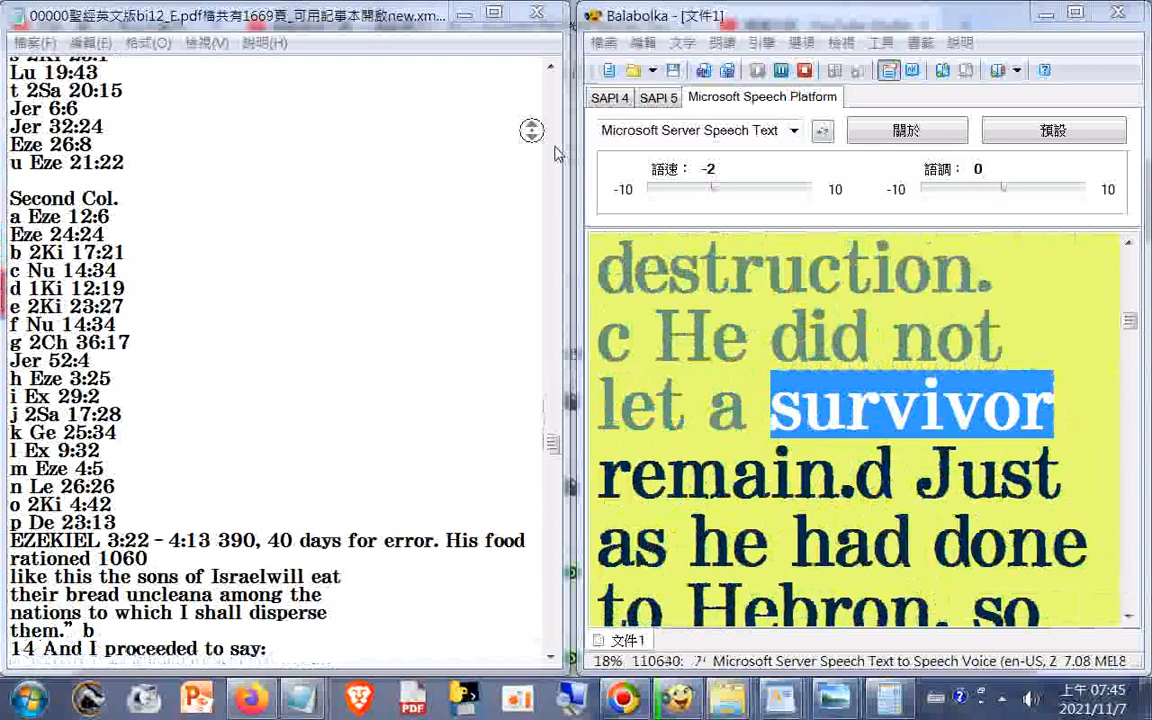 00000聖經英文版bi12_E.pdf檔共有1669頁_可用記事本開啟new.xm...
檔案(F) 編輯(E) 格式(O) 檢視(V) 說明(H)
Lu 19:43
t 2Sa 20:15
Jer 6:6
Jer 32:24
Eze 26:8
u Eze 21:22
Second Col.
a Eze 12:6
Eze 24:24
b 2Ki 17:21
c Nu 14:34
d 1Ki 12:19
e 2Ki 23:27
f Nu 14:34
g 2Ch 36:17
Jer 52:4
h Eze 3:25
i Ex 29:2
j 2Sa 17:28
k Ge 25:34
l Ex 9:32
m Eze 4:5
n Le 26:26
o 2Ki 4:42
p De 23:13
EZEKIEL 3:22 – 4:13 390, 40 days for error. His food
rationed 1060
like this the sons of Israelwill eat
their bread uncleana among the
nations to which I shall disperse
them.” b
14 And I proceeded to say:
Balabolka - [文件1]
檔案 編輯 文字 朗讀 引擎 選項 檢視 工具 書籤 說明
SAPI 4 SAPI 5 Microsoft Speech Platform
Microsoft Server Speech Text 關於 預設
語速： -2 語調： 0
-10 10 -10 10
destruction.
c He did not
let a survivor
remain.d Just
as he had done
to Hebron, so
文件1
18% 110640: Microsoft Server Speech Text to Speech Voice (en-US, Z 7.08 MB
上午 07:45
2021/11/7